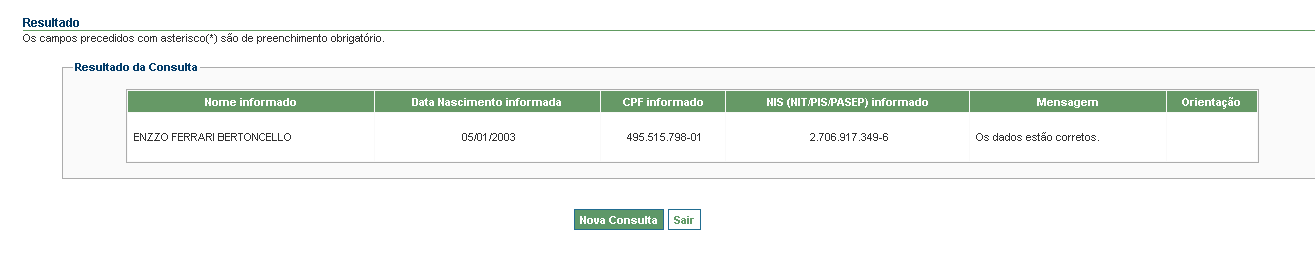 Resultado
Os campos precedidos com asterisco(*) são de preenchimento obrigatório.
Resultado da Consulta
Nome informado Data Nascimento informada CPF informado NIS (NIT/PIS/PASEP) informado Mensagem Orientação
ENZZO FERRARI BERTONCELLO 05/01/2003 495.515.798-01 2.706.917.349-6 Os dados estão corretos.
Nova Consulta Sair